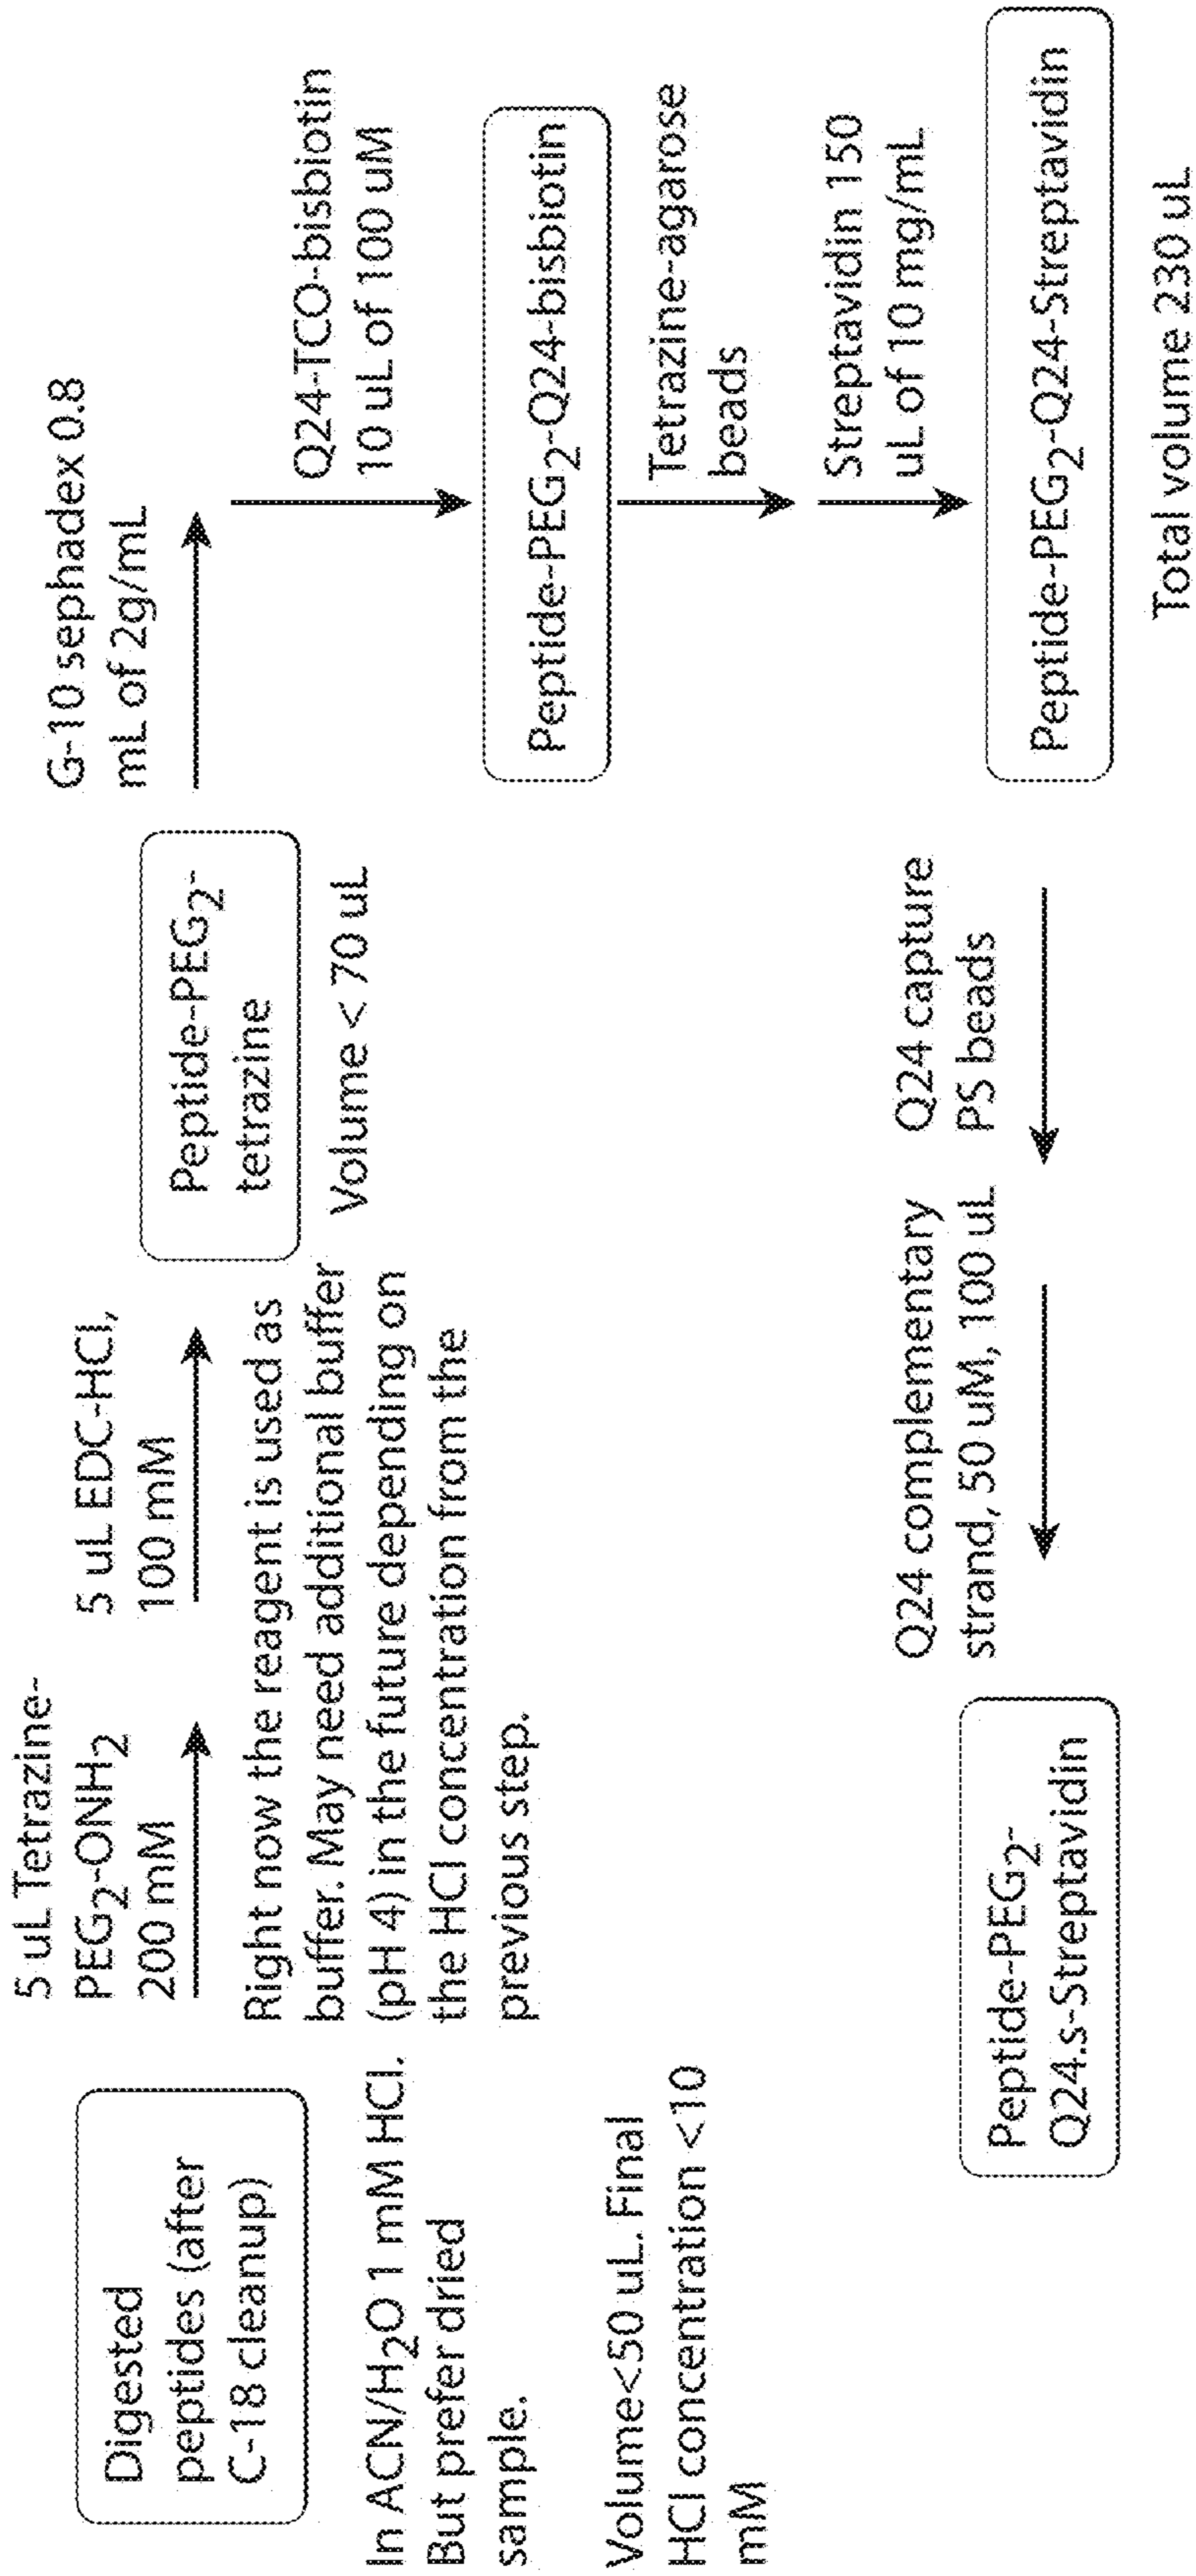 Digested
peptides (after
C-18 cleanup)
In ACN/H2O 1 mM HCl.
But prefer dried
sample.
Volume<50 uL. Final
HCl concentration <10
mM
5 uL Tetrazine-
PEG2-ONH2
200 mM
5 uL EDC-HCl,
100 mM
Right now the reagent is used as
buffer. May need additional buffer
(pH 4) in the future depending on
the HCl concentration from the
previous step.
Peptide-PEG2-
tetrazine
Volume < 70 uL
G-10 sephadex 0.8
mL of 2g/mL
Q24-TCO-bisbiotin
10 uL of 100 uM
Peptide-PEG2-Q24-bisbiotin
Tetrazine-agarose
beads
Streptavidin 150
uL of 10 mg/mL
Peptide-PEG2-Q24-Streptavidin
Total volume 230 uL
Q24 capture
PS beads
Q24 complementary
strand, 50 uM, 100 uL
Peptide-PEG2-
Q24.s-Streptavidin